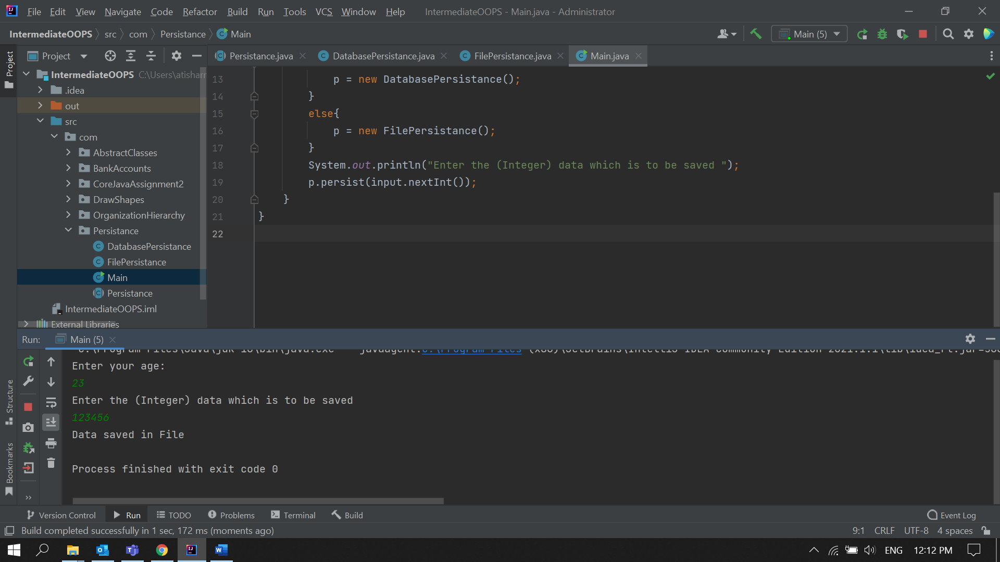 File Edit View Navigate Code Refactor Build Run Tools VCS Window Help IntermediateOOPS - Main.java - Administrator
IntermediateOOPS src com Persistance Main Main (5)
Project Project Persistance.java DatabasePersistance.java FilePersistance.java Main.java
IntermediateOOPS C:\Users\atishar
.idea
out
src
com
AbstractClasses
BankAccounts
CoreJavaAssignment2
DrawShapes
OrganizationHierarchy
Persistance
DatabasePersistance
FilePersistance
Main
Persistance
IntermediateOOPS.iml
External Libraries
13 p = new DatabasePersistance();
14 }
15 else{
16 p = new FilePersistance();
17 }
18 System.out.println("Enter the (Integer) data which is to be saved ");
19 p.persist(input.nextInt());
20 }
21 }
22
Run: Main (5)
Enter your age:
23
Enter the (Integer) data which is to be saved
123456
Data saved in File
Process finished with exit code 0
Structure
Bookmarks
Version Control Run TODO Problems Terminal Build Event Log
Build completed successfully in 1 sec, 172 ms (moments ago) 9:1 CRLF UTF-8 4 spaces
ENG 12:12 PM